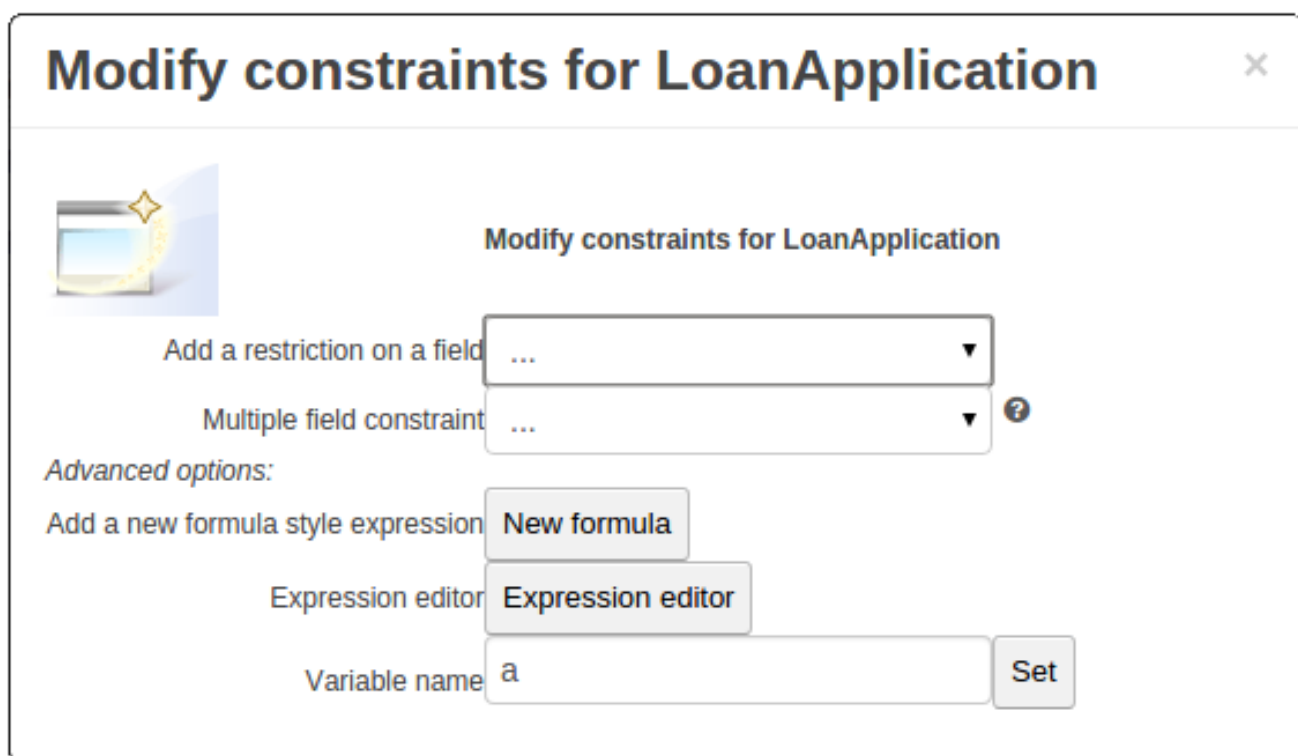 Modify constraints for LoanApplication ×
Modify constraints for LoanApplication
Add a restriction on a field ...
Multiple field constraint ... ?
Advanced options:
Add a new formula style expression New formula
Expression editor Expression editor
Variable name a Set